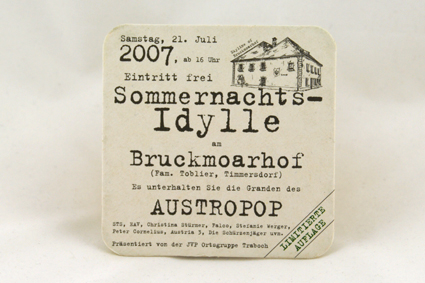 Samstag, 21. Juli
2007, ab 16 Uhr
Eintritt frei
Sommernachts-
Idylle
am
Bruckmoarhof
(Fam. Toblier, Timmersdorf)
Es unterhalten Sie die Granden des
AUSTROPOP
STS, EAV, Christina Stürmer, Falco, Stefanie Werger,
Peter Cornelius, Austria 3, Die Schürzenjäger uvm.
Präsentiert von der JVP Ortsgruppe Traboch
LIMITIERTE
AUFLAGE